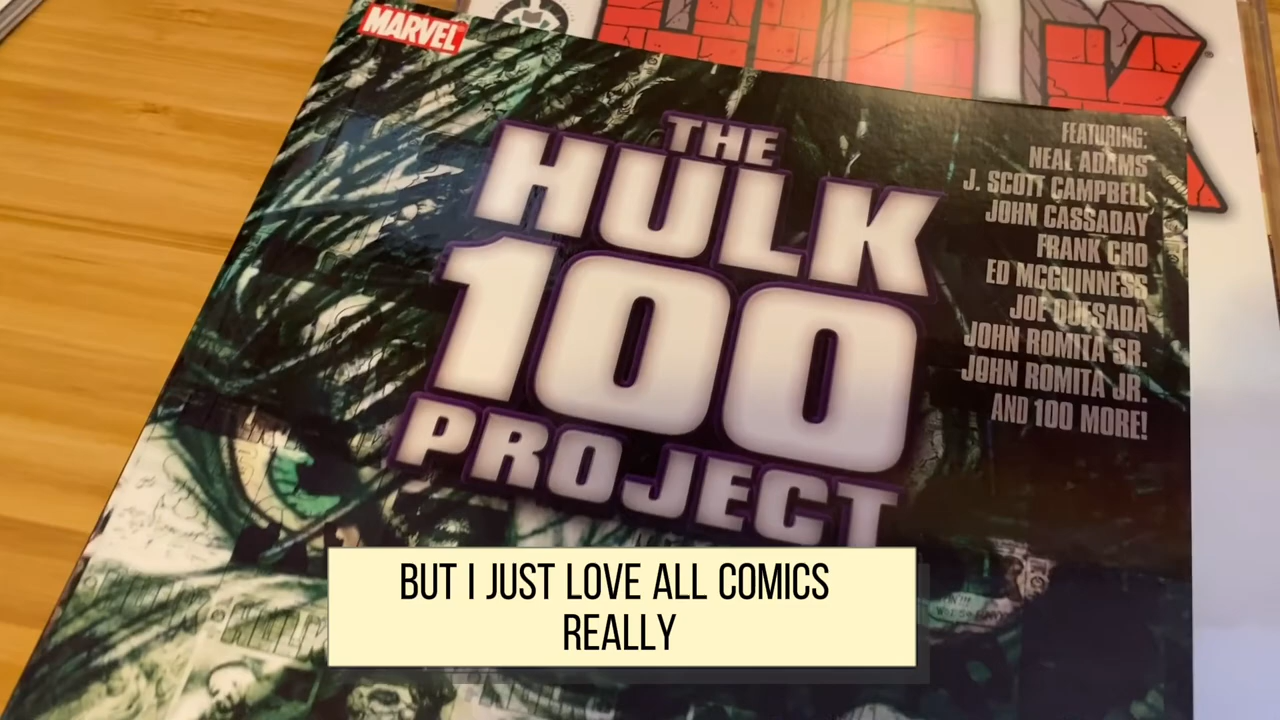 MARVEL
HULK
THE
HULK
100
PROJECT
FEATURING:
NEAL ADAMS
J. SCOTT CAMPBELL
JOHN CASSADAY
FRANK CHO
ED MCGUINNESS
JOE QUESADA
JOHN ROMITA SR.
JOHN ROMITA JR.
AND 100 MORE!
BUT I JUST LOVE ALL COMICS
REALLY